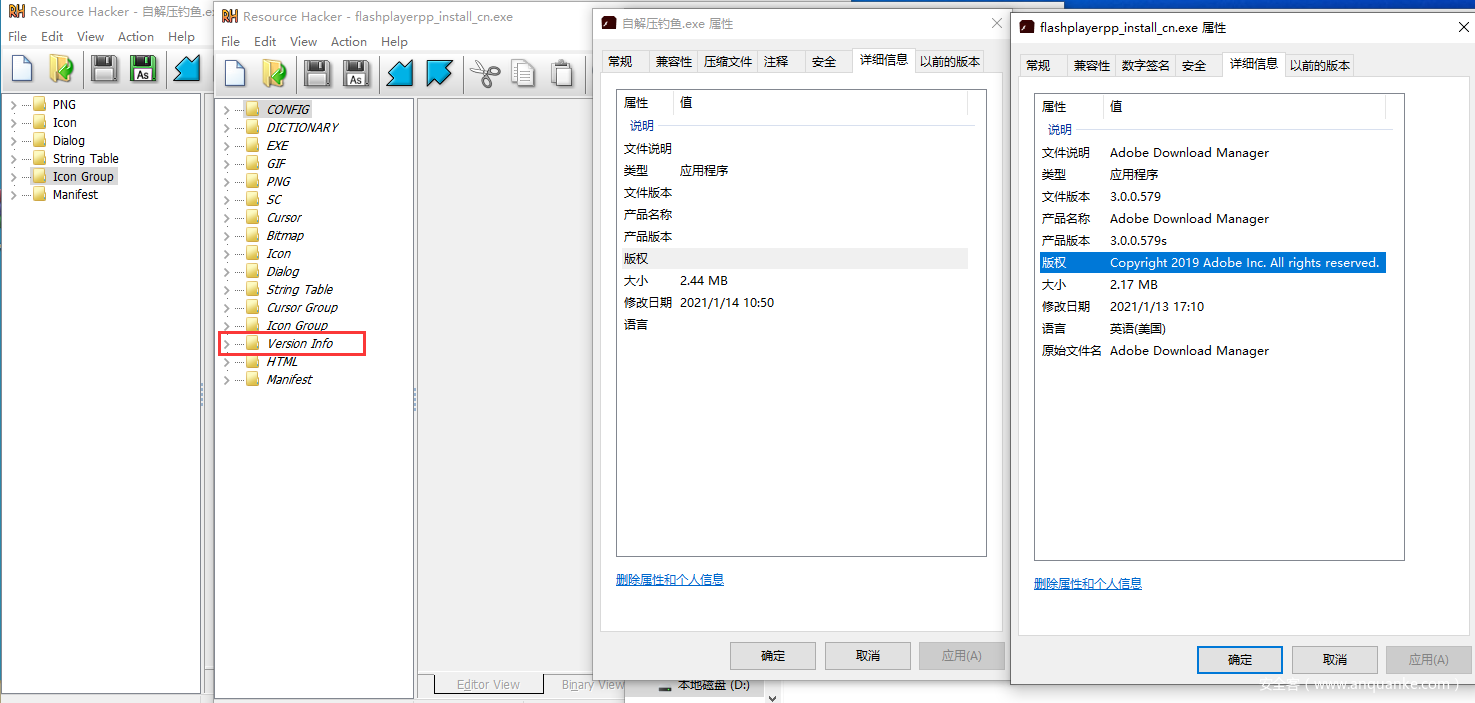 Resource Hacker - 自解压钓鱼.ex
File Edit View Action Help
As
PNG
Icon
Dialog
String Table
Icon Group
Manifest
Resource Hacker - flashplayerpp_install_cn.exe
File Edit View Action Help
As
CONFIG
DICTIONARY
EXE
GIF
PNG
SC
Cursor
Bitmap
Icon
Dialog
String Table
Cursor Group
Icon Group
Version Info
HTML
Manifest
Editor View Binary View
自解压钓鱼.exe 属性
常规 兼容性 压缩文件 注释 安全 详细信息 以前的版本
属性 值
说明
文件说明
类型 应用程序
文件版本
产品名称
产品版本
版权
大小 2.44 MB
修改日期 2021/1/14 10:50
语言
删除属性和个人信息
确定 取消 应用(A)
本地磁盘 (D:)
flashplayerpp_install_cn.exe 属性
常规 兼容性 数字签名 安全 详细信息 以前的版本
属性 值
说明
文件说明 Adobe Download Manager
类型 应用程序
文件版本 3.0.0.579
产品名称 Adobe Download Manager
产品版本 3.0.0.579s
版权 Copyright 2019 Adobe Inc. All rights reserved.
大小 2.17 MB
修改日期 2021/1/13 17:10
语言 英语(美国)
原始文件名 Adobe Download Manager
删除属性和个人信息
确定 取消 应用(A)
安全客 ( www.anquanke.com )